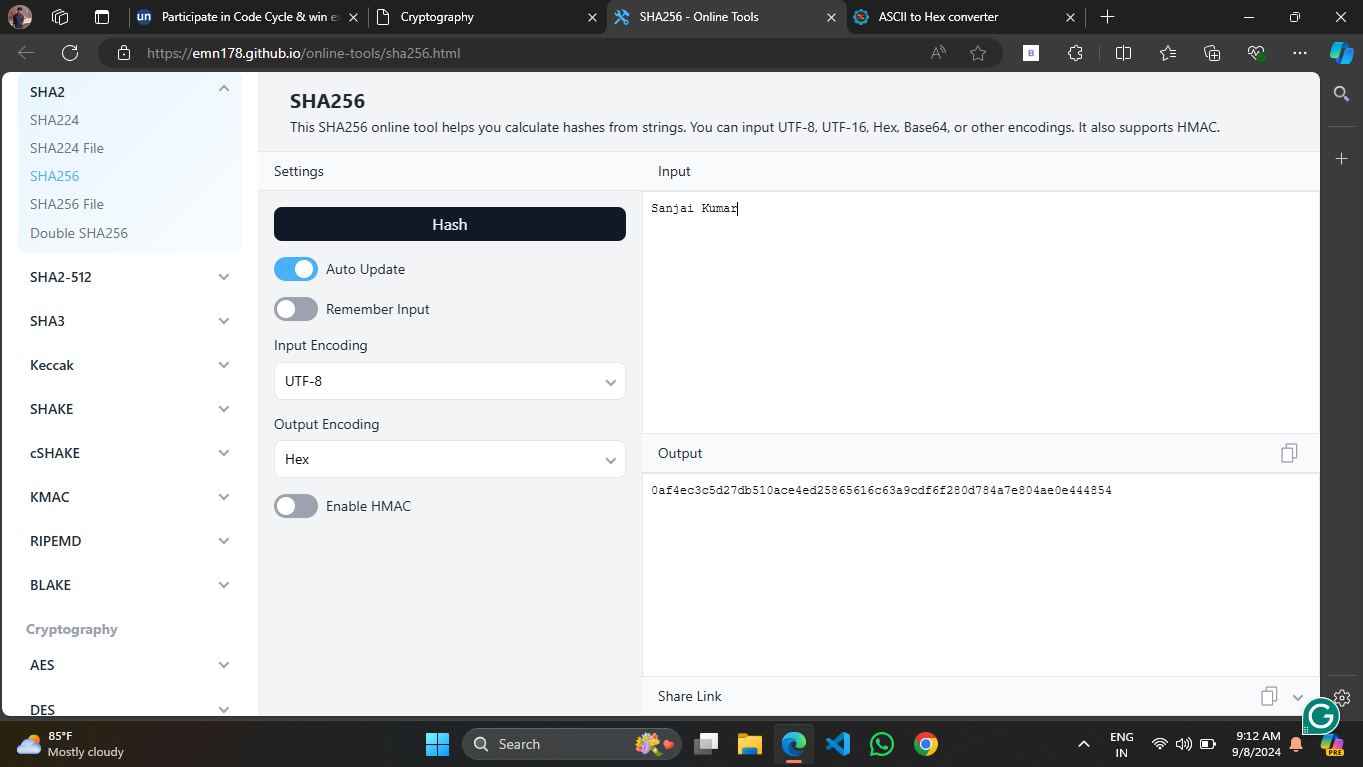 Participate in Code Cycle & win e
Cryptography
SHA256 - Online Tools
ASCII to Hex converter
https://emn178.github.io/online-tools/sha256.html
SHA2
SHA224
SHA224 File
SHA256
SHA256 File
Double SHA256
SHA2-512
SHA3
Keccak
SHAKE
cSHAKE
KMAC
RIPEMD
BLAKE
Cryptography
AES
DES
SHA256
This SHA256 online tool helps you calculate hashes from strings. You can input UTF-8, UTF-16, Hex, Base64, or other encodings. It also supports HMAC.
Settings
Hash
Auto Update
Remember Input
Input Encoding
UTF-8
Output Encoding
Hex
Enable HMAC
Input
Sanjai Kumar
Output
0af4ec3c5d27db510ace4ed25865616c63a9cdf6f280d784a7e804ae0e444854
Share Link
85°F
Mostly cloudy
Search
ENG
IN
9:12 AM
9/8/2024
un
B
G
PRE